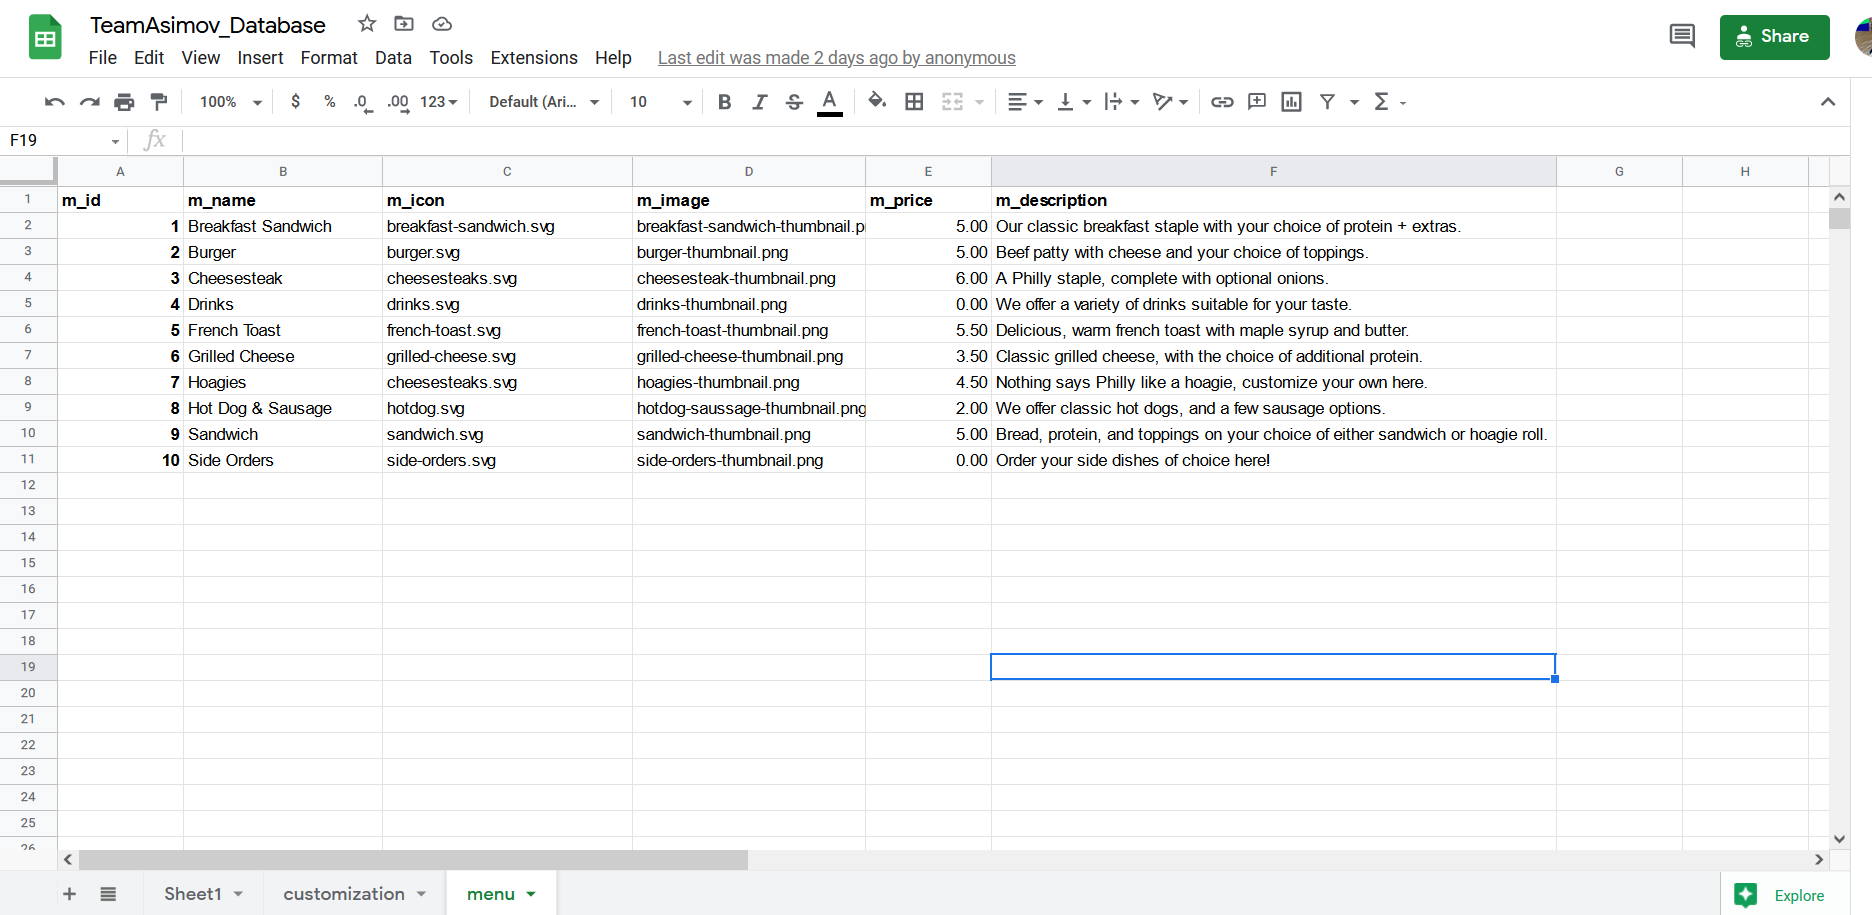 TeamAsimov_Database
File Edit View Insert Format Data Tools Extensions Help Last edit was made 2 days ago by anonymous
Share
100% $ % .0 .00 123 Default (Ari... 10 B I S A Σ
F19 fx
A B C D E F G H
1 m_id m_name m_icon m_image m_price m_description
2 1 Breakfast Sandwich breakfast-sandwich.svg breakfast-sandwich-thumbnail.p 5.00 Our classic breakfast staple with your choice of protein + extras.
3 2 Burger burger.svg burger-thumbnail.png 5.00 Beef patty with cheese and your choice of toppings.
4 3 Cheesesteak cheesesteaks.svg cheesesteak-thumbnail.png 6.00 A Philly staple, complete with optional onions.
5 4 Drinks drinks.svg drinks-thumbnail.png 0.00 We offer a variety of drinks suitable for your taste.
6 5 French Toast french-toast.svg french-toast-thumbnail.png 5.50 Delicious, warm french toast with maple syrup and butter.
7 6 Grilled Cheese grilled-cheese.svg grilled-cheese-thumbnail.png 3.50 Classic grilled cheese, with the choice of additional protein.
8 7 Hoagies cheesesteaks.svg hoagies-thumbnail.png 4.50 Nothing says Philly like a hoagie, customize your own here.
9 8 Hot Dog & Sausage hotdog.svg hotdog-saussage-thumbnail.png 2.00 We offer classic hot dogs, and a few sausage options.
10 9 Sandwich sandwich.svg sandwich-thumbnail.png 5.00 Bread, protein, and toppings on your choice of either sandwich or hoagie roll.
11 10 Side Orders side-orders.svg side-orders-thumbnail.png 0.00 Order your side dishes of choice here!
12
13
14
15
16
17
18
19
20
21
22
23
24
25
26
+ Sheet1 customization menu Explore